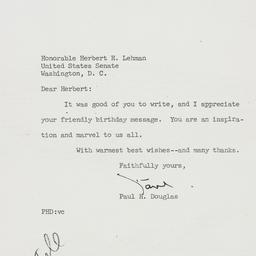 Honorable Herbert H. Lehman
United States Senate
Washington, D. C.
Dear Herbert:
It was good of you to write, and I appreciate
your friendly birthday message. You are an inspira-
tion and marvel to us all.
With warmest best wishes--and many thanks.
Faithfully yours,
Paul
Paul H. Douglas
PHD:vc